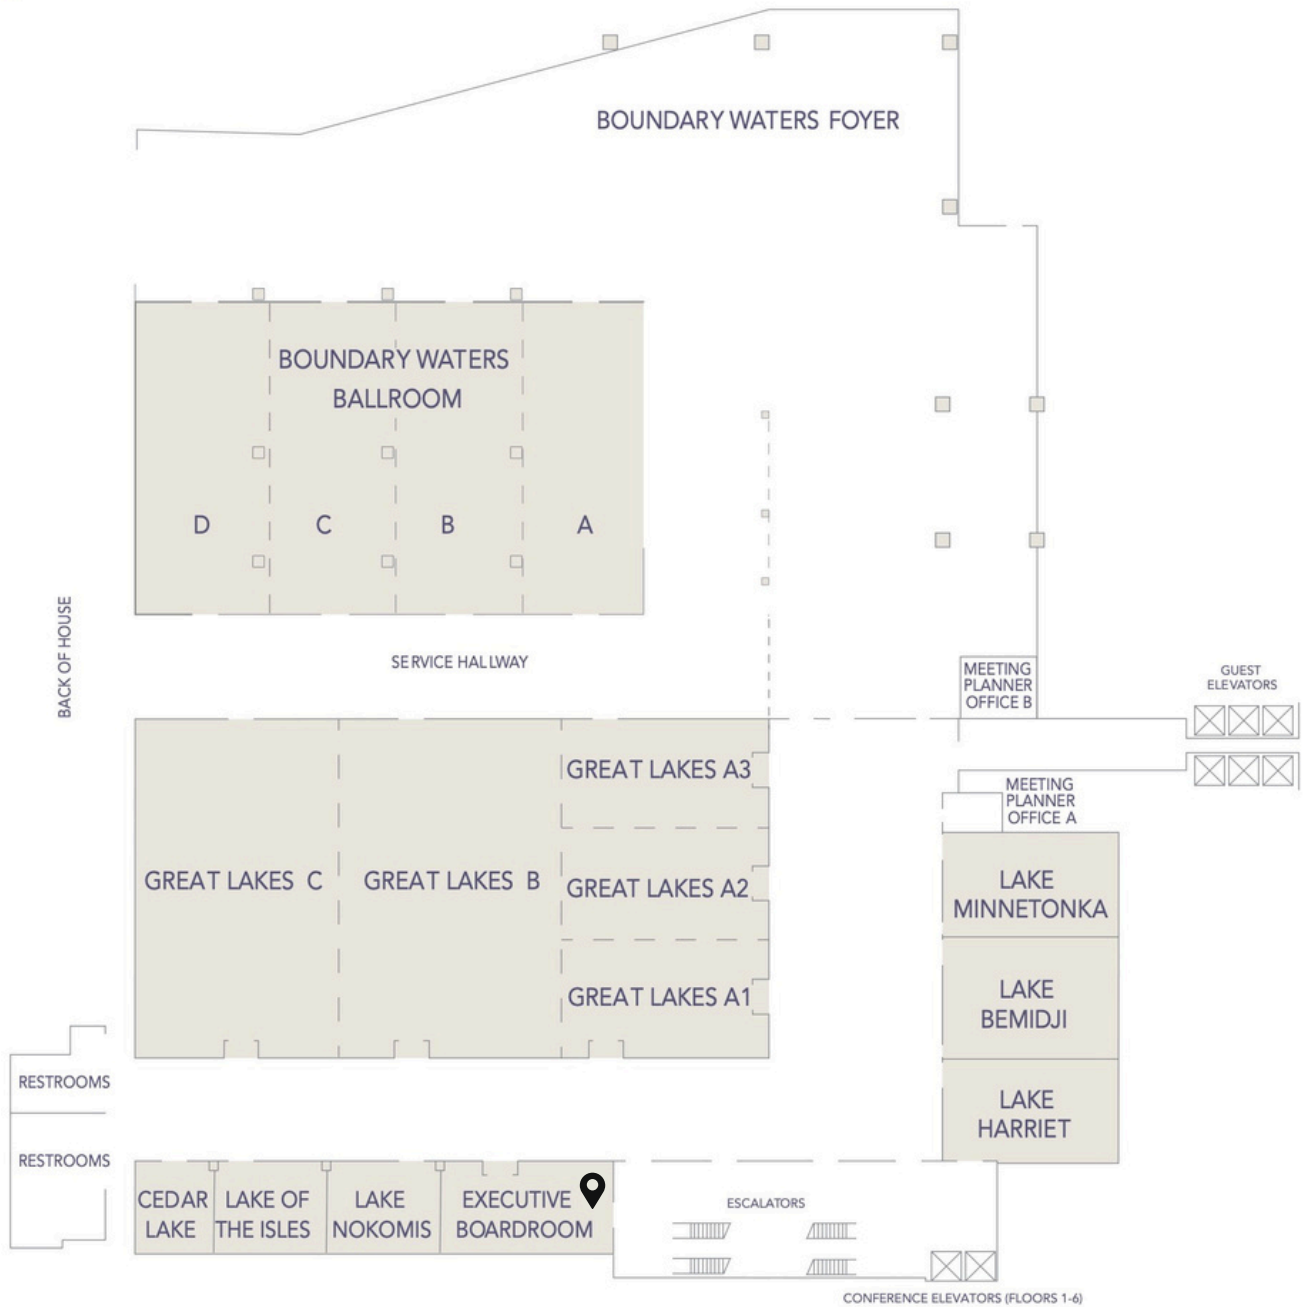 BOUNDARY WATERS FOYER
BOUNDARY WATERS
BALLROOM
D
C
B
A
BACK OF HOUSE
SERVICE HALLWAY
MEETING
PLANNER
OFFICE B
GUEST
ELEVATORS
GREAT LAKES A3
MEETING
PLANNER
OFFICE A
GREAT LAKES C
GREAT LAKES B
GREAT LAKES A2
LAKE
MINNETONKA
GREAT LAKES A1
LAKE
BEMIDJI
RESTROOMS
LAKE
HARRIET
RESTROOMS
CEDAR
LAKE
LAKE OF
THE ISLES
LAKE
NOKOMIS
EXECUTIVE
BOARDROOM
ESCALATORS
CONFERENCE ELEVATORS (FLOORS 1-6)